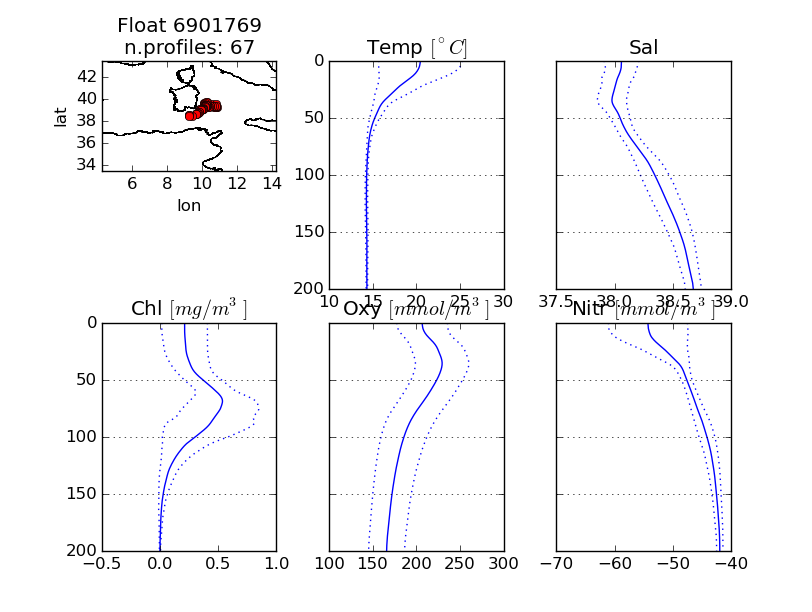 Float 6901769
n.profiles: 67
Temp [°C]
Sal
lat
42
40
38
36
34
6 8 10 12 14
lon
0
50
100
150
200
10 15 20 25 30
37.5 38.0 38.5 39.0
Chl [mg/m³ ]
Oxy [mmol/m³ ]
Nitr [mmol/m³ ]
0
50
100
150
200
−0.5 0.0 0.5 1.0
100 150 200 250 300
−70 −60 −50 −40